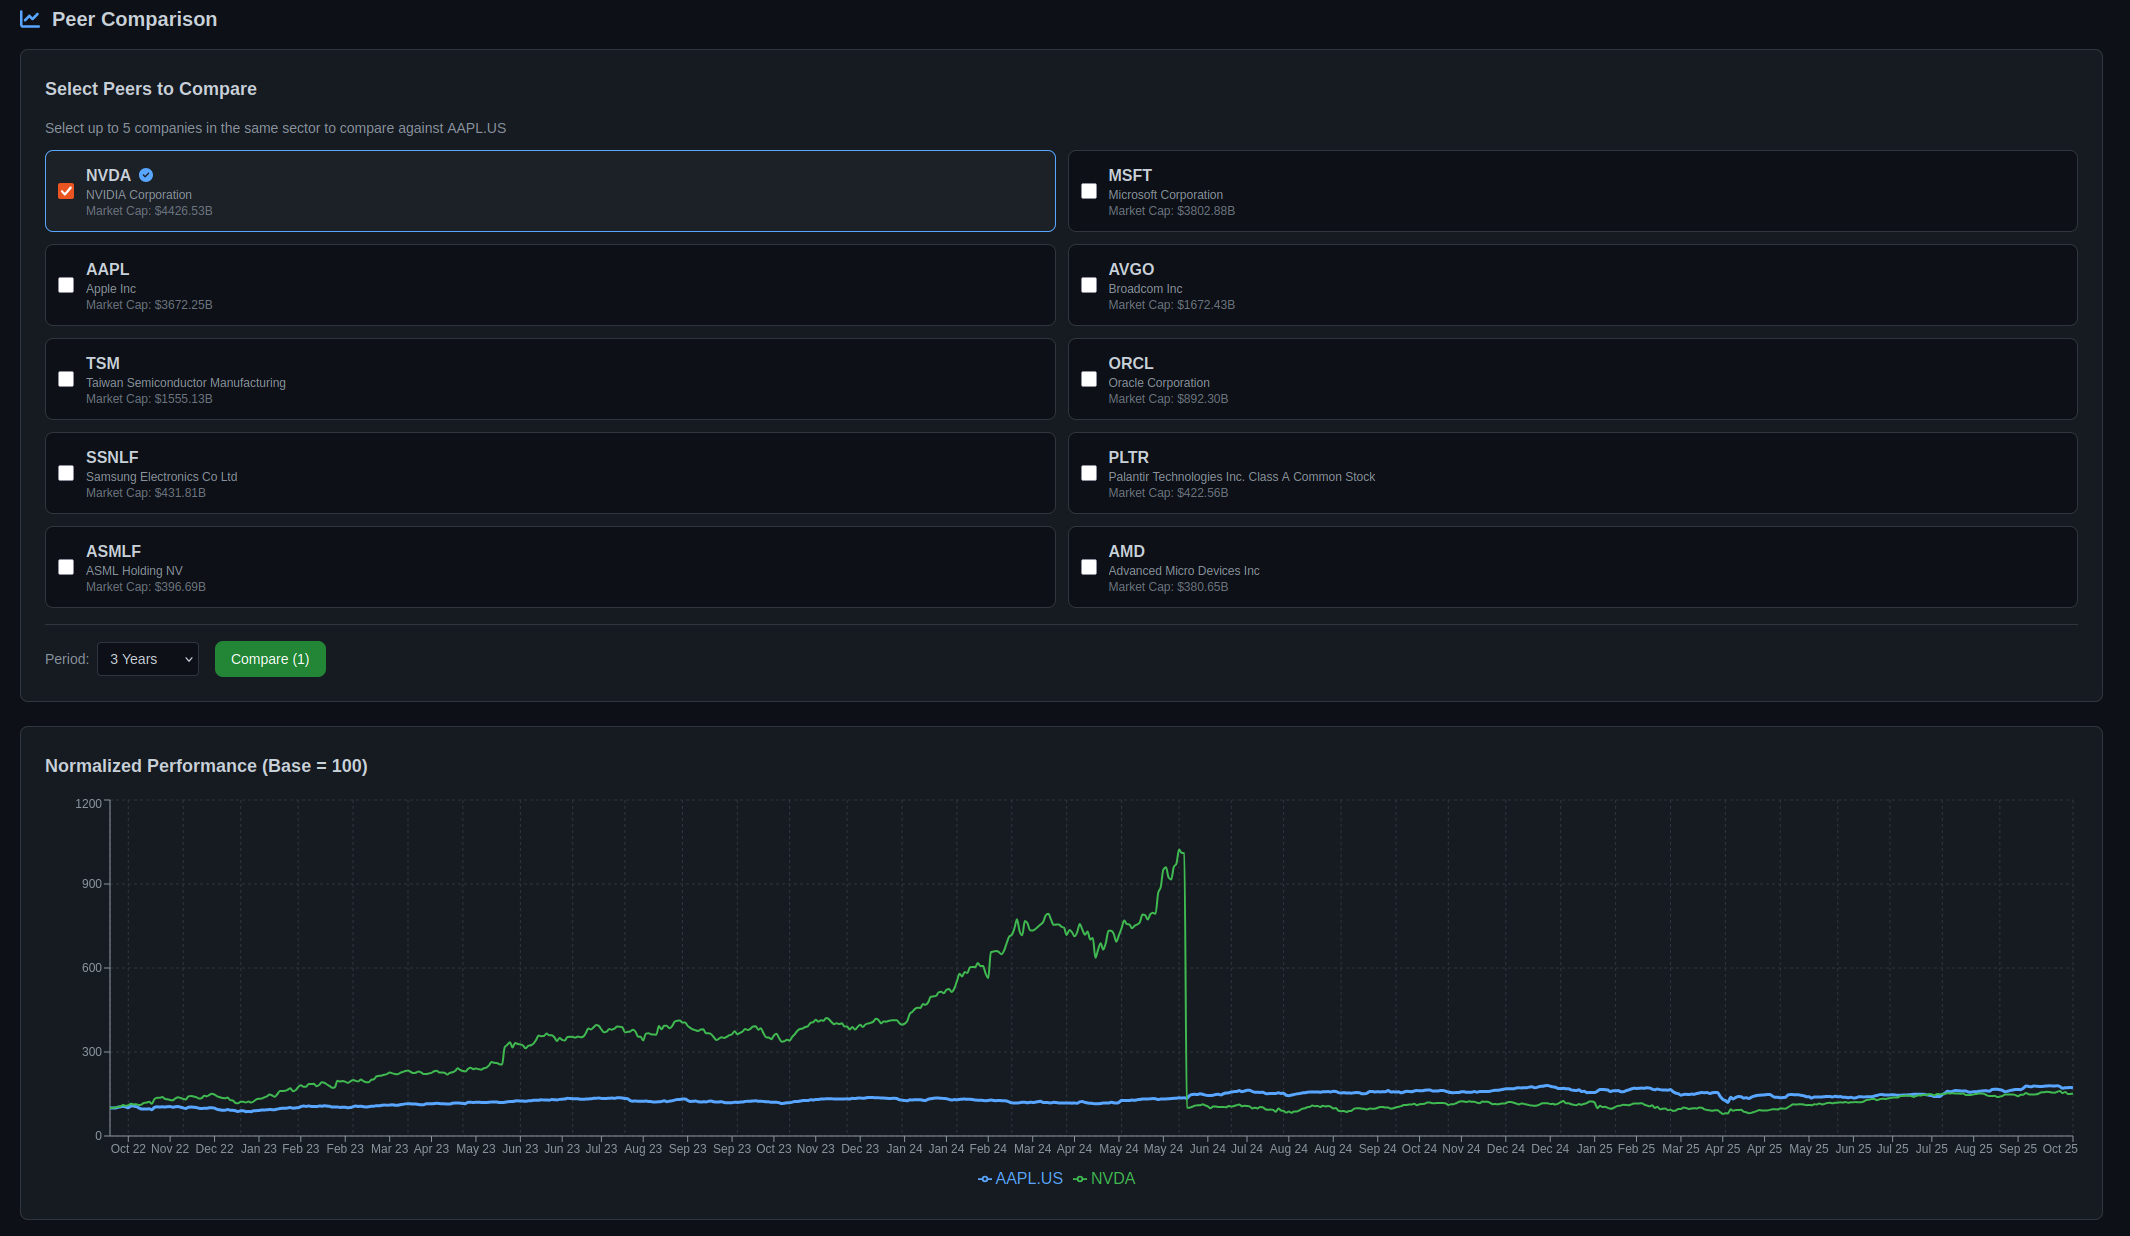 Peer Comparison
Select Peers to Compare
Select up to 5 companies in the same sector to compare against AAPL.US
NVDA
NVIDIA Corporation
Market Cap: $4426.53B
MSFT
Microsoft Corporation
Market Cap: $3802.88B
AAPL
Apple Inc
Market Cap: $3672.25B
AVGO
Broadcom Inc
Market Cap: $1672.43B
TSM
Taiwan Semiconductor Manufacturing
Market Cap: $1555.13B
ORCL
Oracle Corporation
Market Cap: $892.30B
SSNLF
Samsung Electronics Co Ltd
Market Cap: $431.81B
PLTR
Palantir Technologies Inc. Class A Common Stock
Market Cap: $422.56B
ASMLF
ASML Holding NV
Market Cap: $396.69B
AMD
Advanced Micro Devices Inc
Market Cap: $380.65B
Period: 3 Years Compare (1)
Normalized Performance (Base = 100)
1200
900
600
300
0
Oct 22 Nov 22 Dec 22 Jan 23 Feb 23 Feb 23 Mar 23 Apr 23 May 23 Jun 23 Jun 23 Jul 23 Aug 23 Sep 23 Sep 23 Oct 23 Nov 23 Dec 23 Jan 24 Jan 24 Feb 24 Mar 24 Apr 24 May 24 May 24 Jun 24 Jul 24 Aug 24 Aug 24 Sep 24 Oct 24 Nov 24 Dec 24 Dec 24 Jan 25 Feb 25 Mar 25 Apr 25 Apr 25 May 25 Jun 25 Jul 25 Jul 25 Aug 25 Sep 25 Oct 25
AAPL.US NVDA